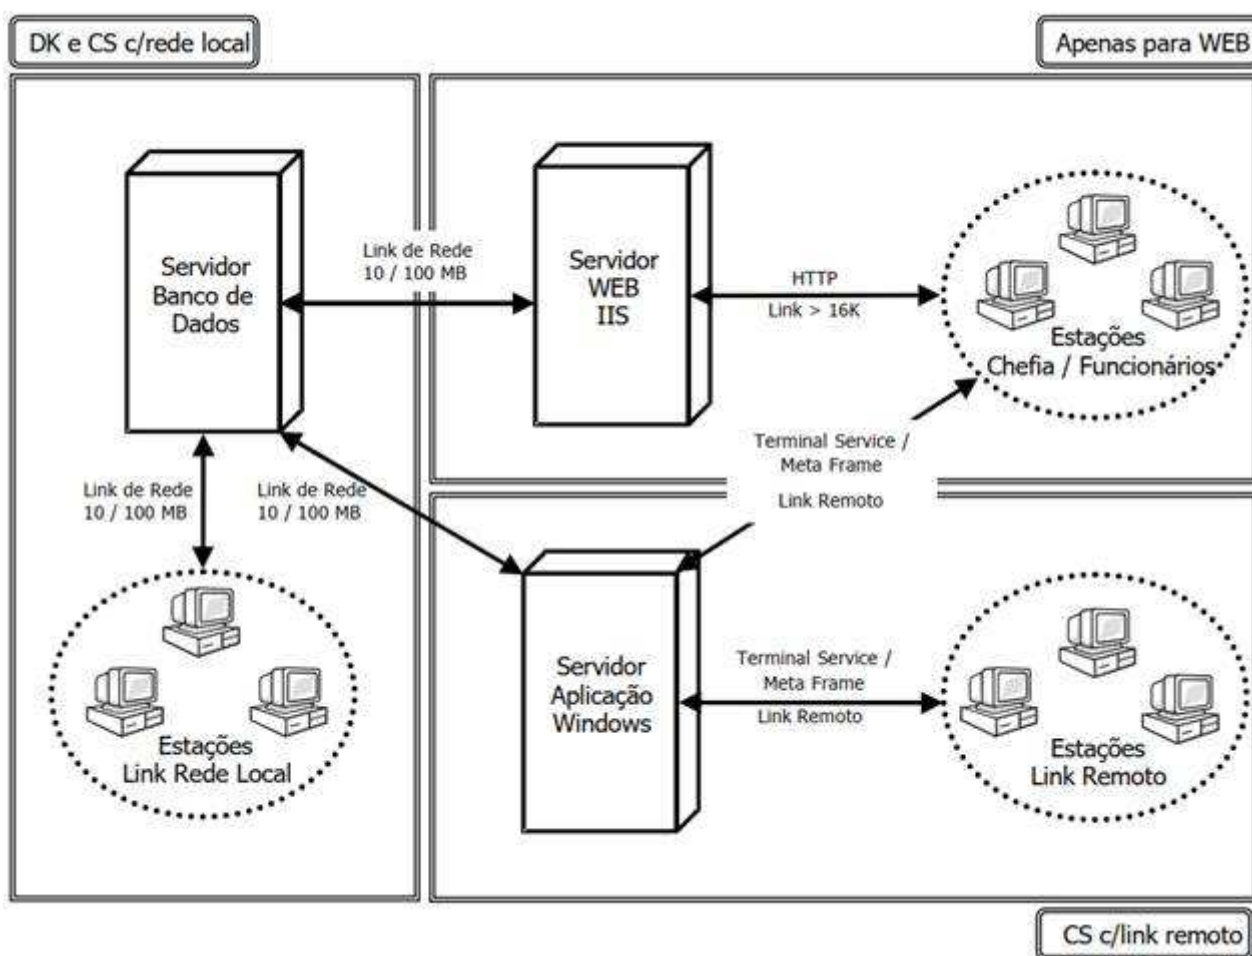 DK e CS c/rede local
Apenas para WEB
Servidor
Banco de
Dados
Link de Rede
10 / 100 MB
Servidor
WEB
IIS
HTTP
Link > 16K
Estações
Chefia / Funcionários
Terminal Service /
Meta Frame
Link Remoto
Link de Rede
10 / 100 MB
Link de Rede
10 / 100 MB
Estações
Link Rede Local
Servidor
Aplicação
Windows
Terminal Service /
Meta Frame
Link Remoto
Estações
Link Remoto
CS c/link remoto